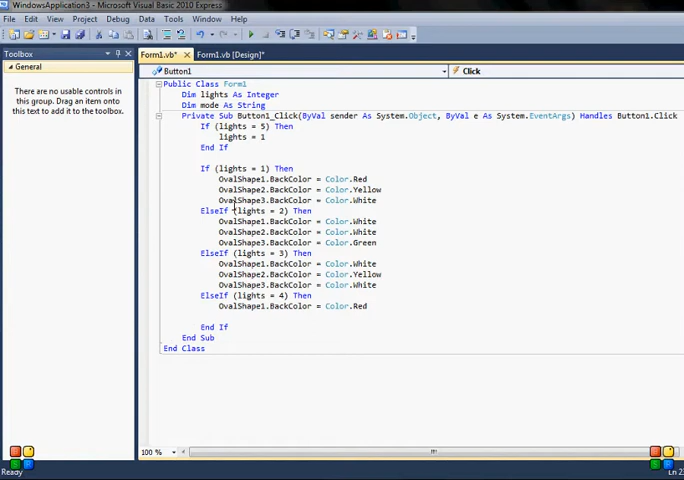 WindowsApplication3 - Microsoft Visual Basic 2010 Express
File Edit View Project Debug Data Tools Window Help
Toolbox
General
There are no usable controls in
this group. Drag an item onto
this text to add it to the toolbox.
Form1.vb* Form1.vb [Design]*
Button1 Click
Public Class Form1
Dim lights As Integer
Dim mode As String
Private Sub Button1_Click(ByVal sender As System.Object, ByVal e As System.EventArgs) Handles Button1.Click
If (lights = 5) Then
lights = 1
End If
If (lights = 1) Then
OvalShape1.BackColor = Color.Red
OvalShape2.BackColor = Color.Yellow
OvalShape3.BackColor = Color.White
ElseIf (lights = 2) Then
OvalShape1.BackColor = Color.White
OvalShape2.BackColor = Color.White
OvalShape3.BackColor = Color.Green
ElseIf (lights = 3) Then
OvalShape1.BackColor = Color.White
OvalShape2.BackColor = Color.Yellow
OvalShape3.BackColor = Color.White
ElseIf (lights = 4) Then
OvalShape1.BackColor = Color.Red
End If
End Sub
End Class
100 %
Ready Ln 2